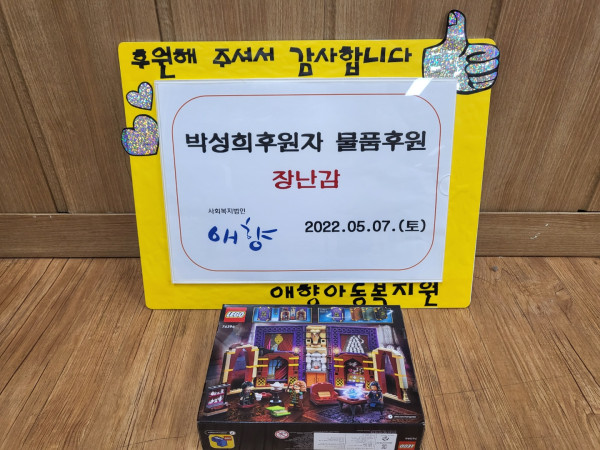 후원해 주셔서 감사합니다
박성희후원자 물품후원
장난감
사회복지법인
애향
2022.05.07.(토)
애향아동복지원
LEGO
LEGO